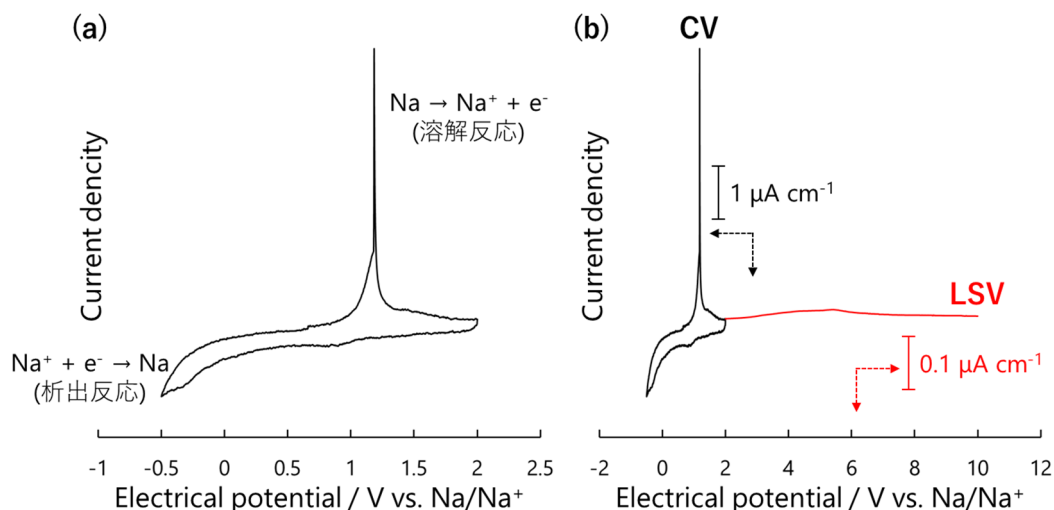 (a)
Current dencity
Na → Na⁺ + e⁻
(溶解反応)
Na⁺ + e⁻ → Na
(析出反応)
-1 -0.5 0 0.5 1 1.5 2 2.5
Electrical potential / V vs. Na/Na⁺
(b)
CV
Current dencity
1 μA cm⁻¹
LSV
0.1 μA cm⁻¹
-2 0 2 4 6 8 10 12
Electrical potential / V vs. Na/Na⁺